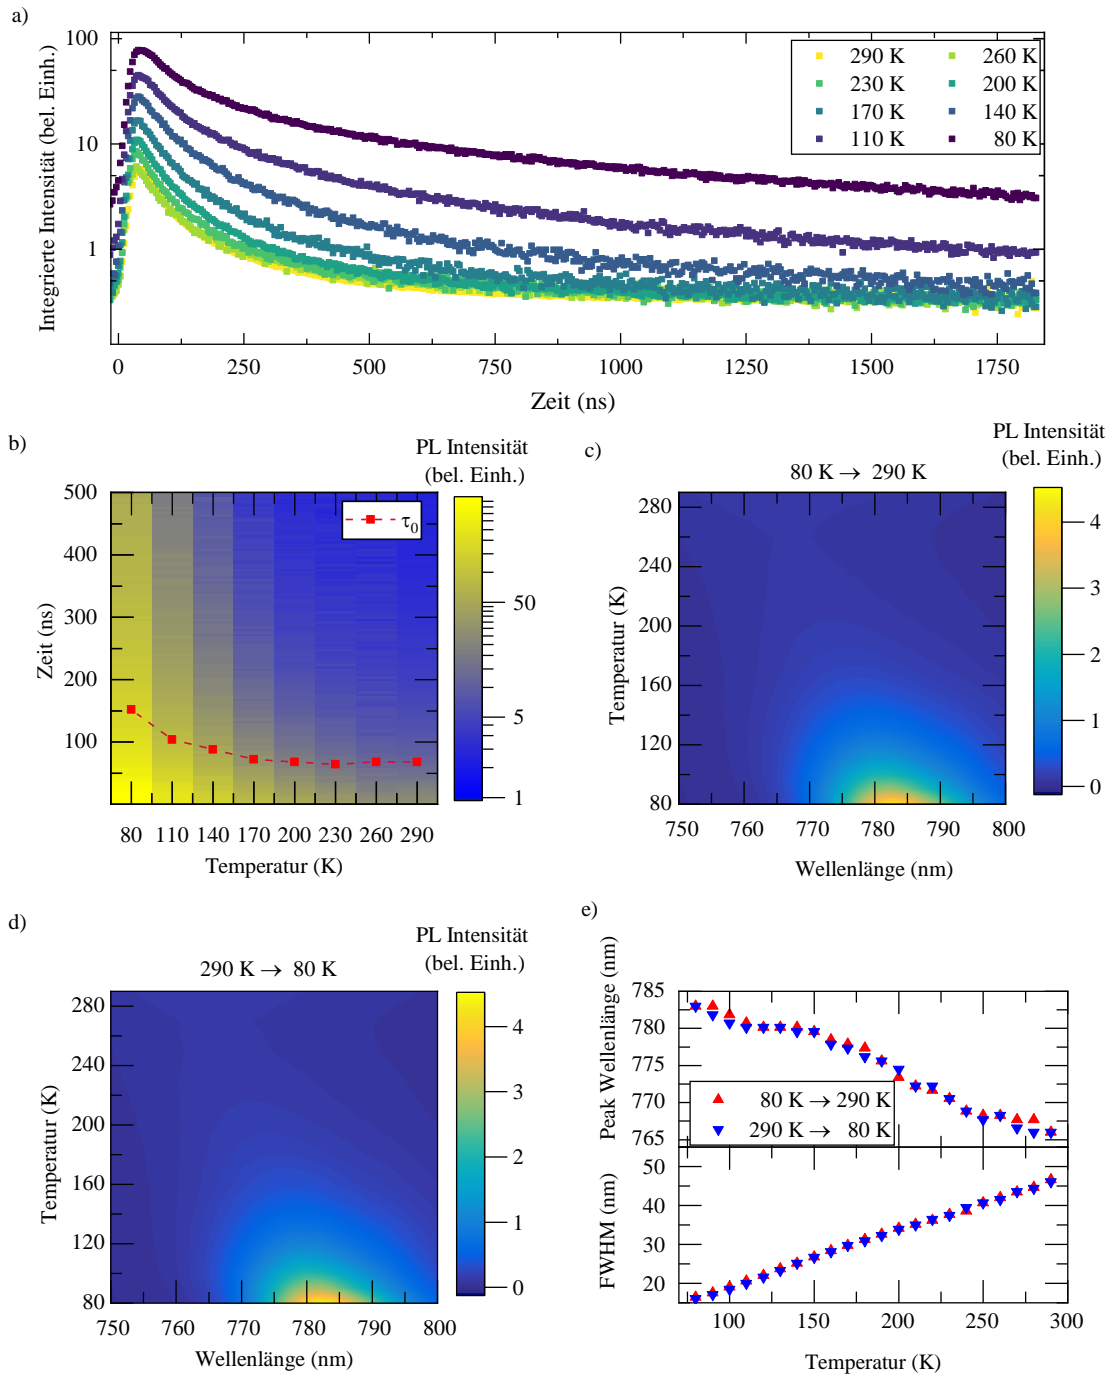 a)
Integrierte Intensität (bel. Einh.)
100
10
1
290 K 260 K
230 K 200 K
170 K 140 K
110 K 80 K
0 250 500 750 1000 1250 1500 1750
Zeit (ns)
b)
PL Intensität
(bel. Einh.)
500
400
300
200
100
Zeit (ns)
τ0
50
5
1
80 110 140 170 200 230 260 290
Temperatur (K)
c)
PL Intensität
(bel. Einh.)
80 K → 290 K
280
240
200
160
120
80
Temperatur (K)
4
3
2
1
0
750 760 770 780 790 800
Wellenlänge (nm)
d)
PL Intensität
(bel. Einh.)
290 K → 80 K
280
240
200
160
120
80
Temperatur (K)
4
3
2
1
0
750 760 770 780 790 800
Wellenlänge (nm)
e)
Peak Wellenlänge (nm)
785
780
775
770
765
80 K → 290 K
290 K → 80 K
FWHM (nm)
50
40
30
20
100 150 200 250 300
Temperatur (K)